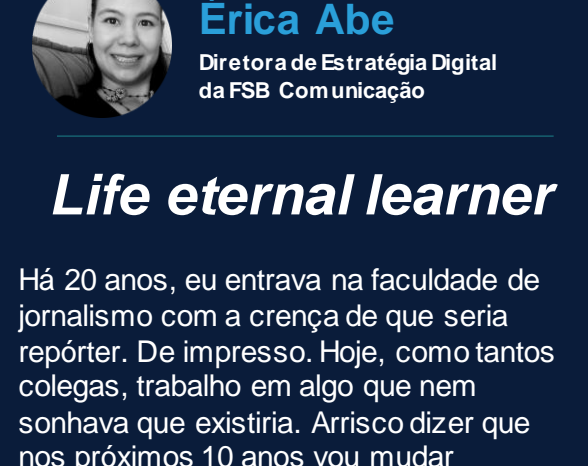 Érica Abe
Diretora de Estratégia Digital
da FSB Comunicação
Life eternal learner
Há 20 anos, eu entrava na faculdade de
jornalismo com a crença de que seria
repórter. De impresso. Hoje, como tantos
colegas, trabalho em algo que nem
sonhava que existiria. Arrisco dizer que
nos próximos 10 anos vou mudar